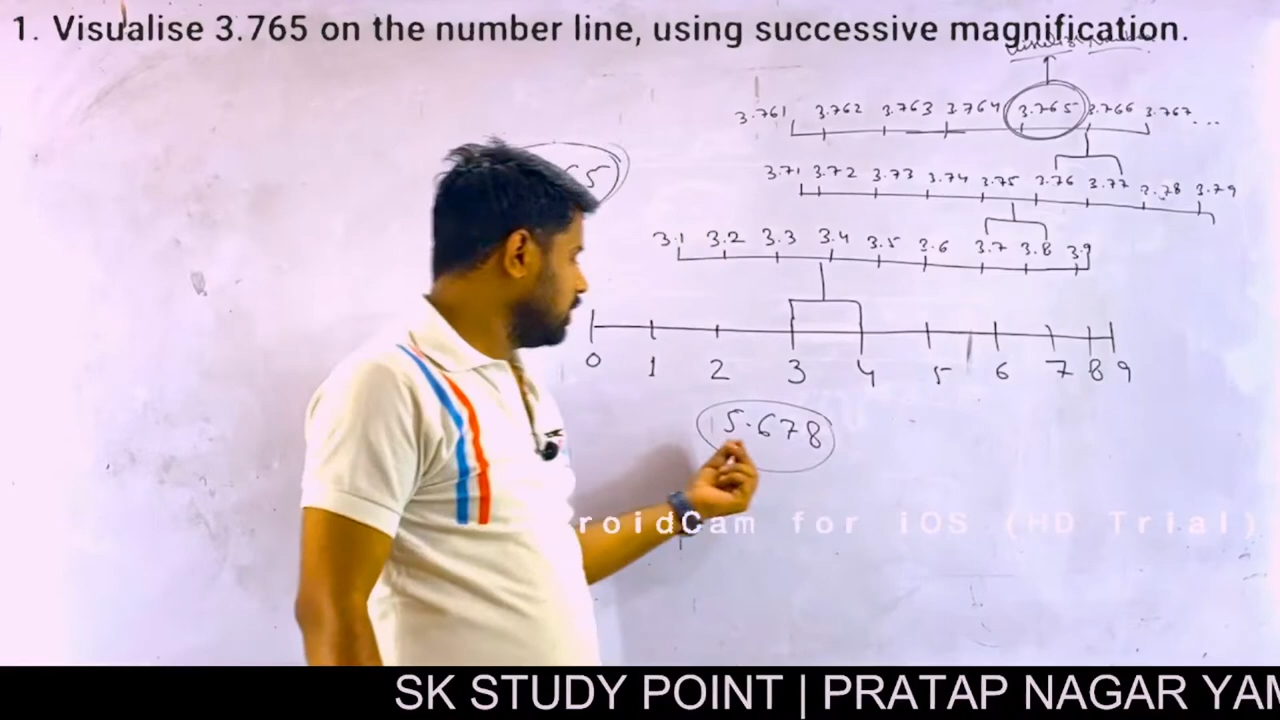 1. Visualise 3.765 on the number line, using successive magnification.
3.761 3.762 3.763 3.764 3.765 3.766 3.767...
3.71 3.72 3.73 3.74 3.75 3.76 3.77 3.78 3.79
3.1 3.2 3.3 3.4 3.5 3.6 3.7 3.8 3.9
0 1 2 3 4 5 6 7 8 9
5.678
roidCam for iOS (HD Trial)
SK STUDY POINT | PRATAP NAGAR YAM